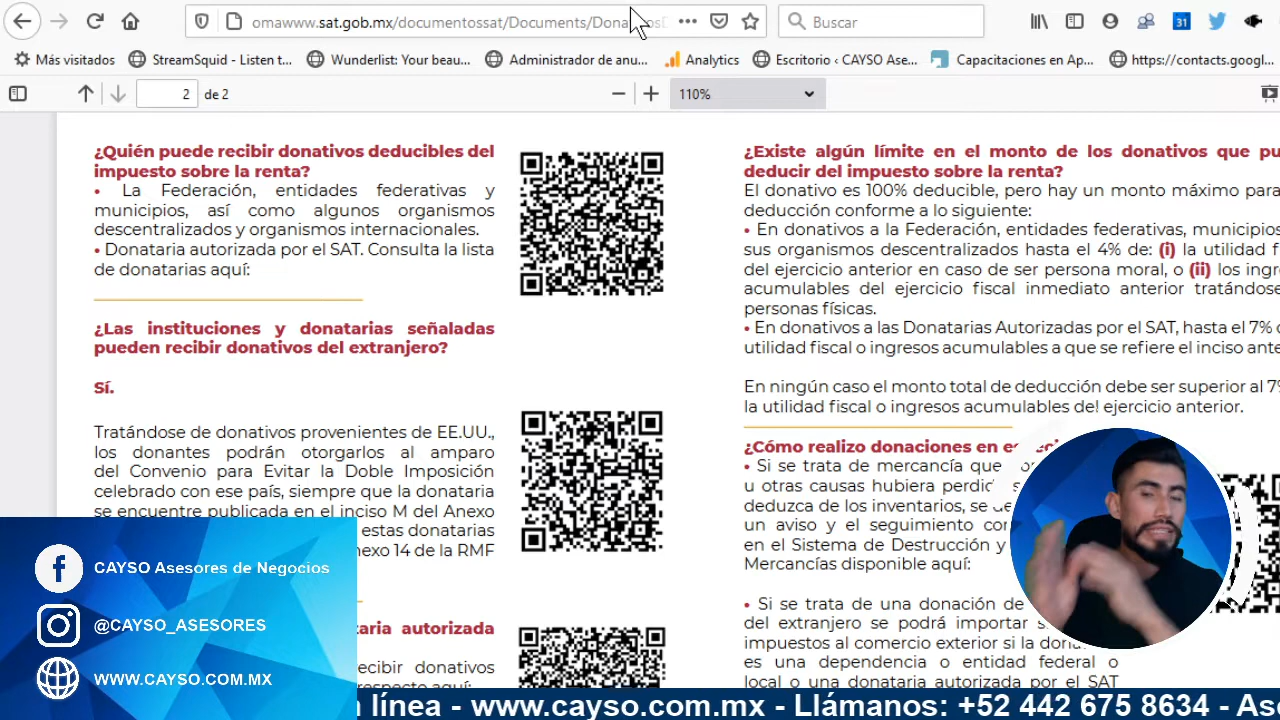 omawww.sat.gob.mx/documentossat/Documents/Dona
Buscar
31
Más visitados
StreamSquid - Listen t...
Wunderlist: Your beau...
Administrador de anu...
Analytics
Escritorio ‹ CAYSO Ase...
Capacitaciones en Ap...
https://contacts.googl...
2 de 2
110%
¿Quién puede recibir donativos deducibles del
impuesto sobre la renta?
• La Federación, entidades federativas y
municipios, así como algunos organismos
descentralizados y organismos internacionales.
• Donataria autorizada por el SAT. Consulta la lista
de donatarias aquí:
¿Las instituciones y donatarias señaladas
pueden recibir donativos del extranjero?
Sí.
Tratándose de donativos provenientes de EE.UU.,
los donantes podrán otorgarlos al amparo
del Convenio para Evitar la Doble Imposición
celebrado con ese país, siempre que la donataria
se encuentre publicada en el inciso M del Anexo
estas donatarias
nexo 14 de la RMF
taria autorizada
ecibir donativos
respecto aquí:
¿Existe algún límite en el monto de los donativos que pu
deducir del impuesto sobre la renta?
El donativo es 100% deducible, pero hay un monto máximo para
deducción conforme a lo siguiente:
• En donativos a la Federación, entidades federativas, municipios
sus organismos descentralizados hasta el 4% de: (i) la utilidad f
del ejercicio anterior en caso de ser persona moral, o (ii) los ingr
acumulables del ejercicio fiscal inmediato anterior tratándose
personas físicas.
• En donativos a las Donatarias Autorizadas por el SAT, hasta el 7% d
utilidad fiscal o ingresos acumulables a que se refiere el inciso ante
En ningún caso el monto total de deducción debe ser superior al 7%
la utilidad fiscal o ingresos acumulables del ejercicio anterior.
¿Cómo realizo donaciones en especi
• Si se trata de mercancía que por
u otras causas hubiera perdid
deduzca de los inventarios, se de
un aviso y el seguimiento con
en el Sistema de Destrucción y
Mercancías disponible aquí:
• Si se trata de una donación de
del extranjero se podrá importar s
impuestos al comercio exterior si la dona
es una dependencia o entidad federal o
local o una donataria autorizada por el SAT
CAYSO Asesores de Negocios
@CAYSO_ASESORES
WWW.CAYSO.COM.MX
n línea - www.cayso.com.mx - Llámanos: +52 442 675 8634 - Ase